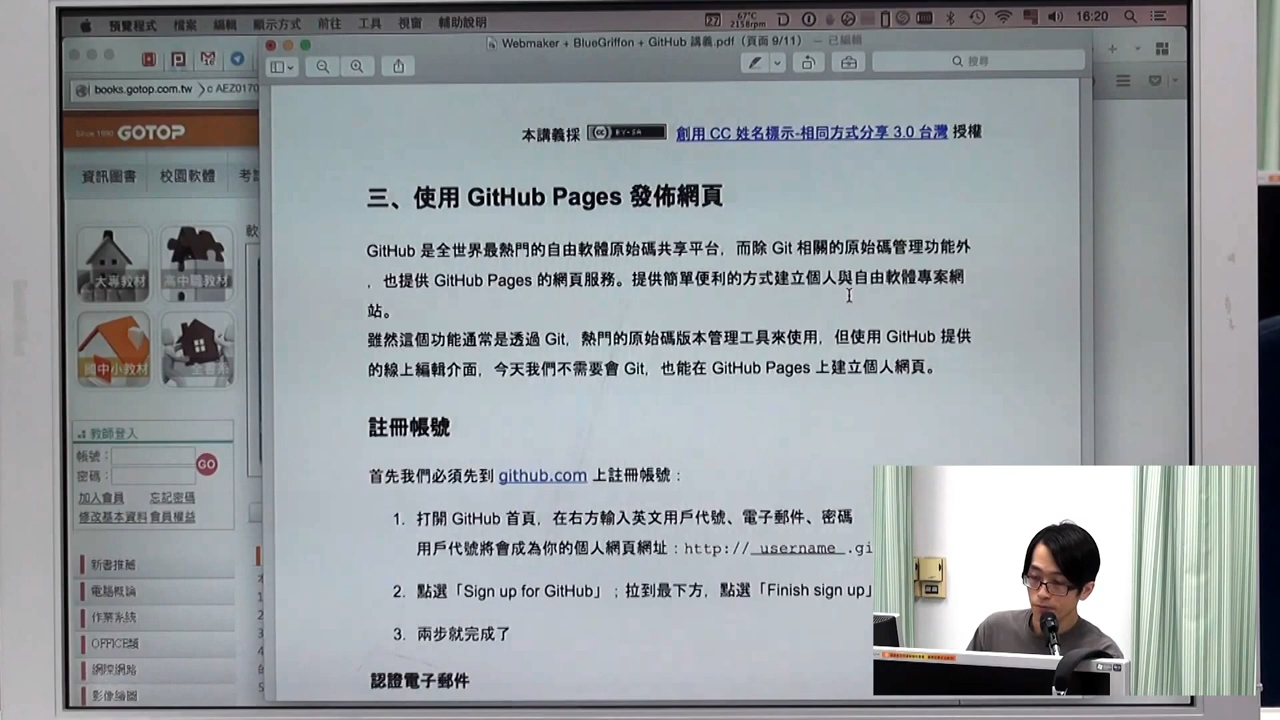 預覽程式 檔案 編輯 顯示方式 前往 工具 視窗 輔助說明
27 67°C 2158rpm 16:20
Webmaker + BlueGriffon + GitHub 講義.pdf（頁面 9/11） — 已編輯
搜尋
books.gotop.com.tw
AEZ0170
Since 1990 GOTOP
資訊圖書 校園軟體
大專教材 高中職教材
國中小教材
教師登入
帳號：
密碼： GO
加入會員 忘記密碼
修改基本資料 會員權益
新書推薦
電腦概論
作業系統
OFFICE類
網際網路
影像繪圖
本講義採 CC BY-SA 創用 CC 姓名標示-相同方式分享 3.0 台灣 授權
三、使用 GitHub Pages 發佈網頁
GitHub 是全世界最熱門的自由軟體原始碼共享平台，而除 Git 相關的原始碼管理功能外
，也提供 GitHub Pages 的網頁服務。提供簡單便利的方式建立個人與自由軟體專案網
站。
雖然這個功能通常是透過 Git，熱門的原始碼版本管理工具來使用，但使用 GitHub 提供
的線上編輯介面，今天我們不需要會 Git，也能在 GitHub Pages 上建立個人網頁。
註冊帳號
首先我們必須先到 github.com 上註冊帳號：
1. 打開 GitHub 首頁，在右方輸入英文用戶代號、電子郵件、密碼
用戶代號將會成為你的個人網頁網址：http://_username_.gi
2. 點選「Sign up for GitHub」；拉到最下方，點選「Finish sign up」
3. 兩步就完成了
認證電子郵件